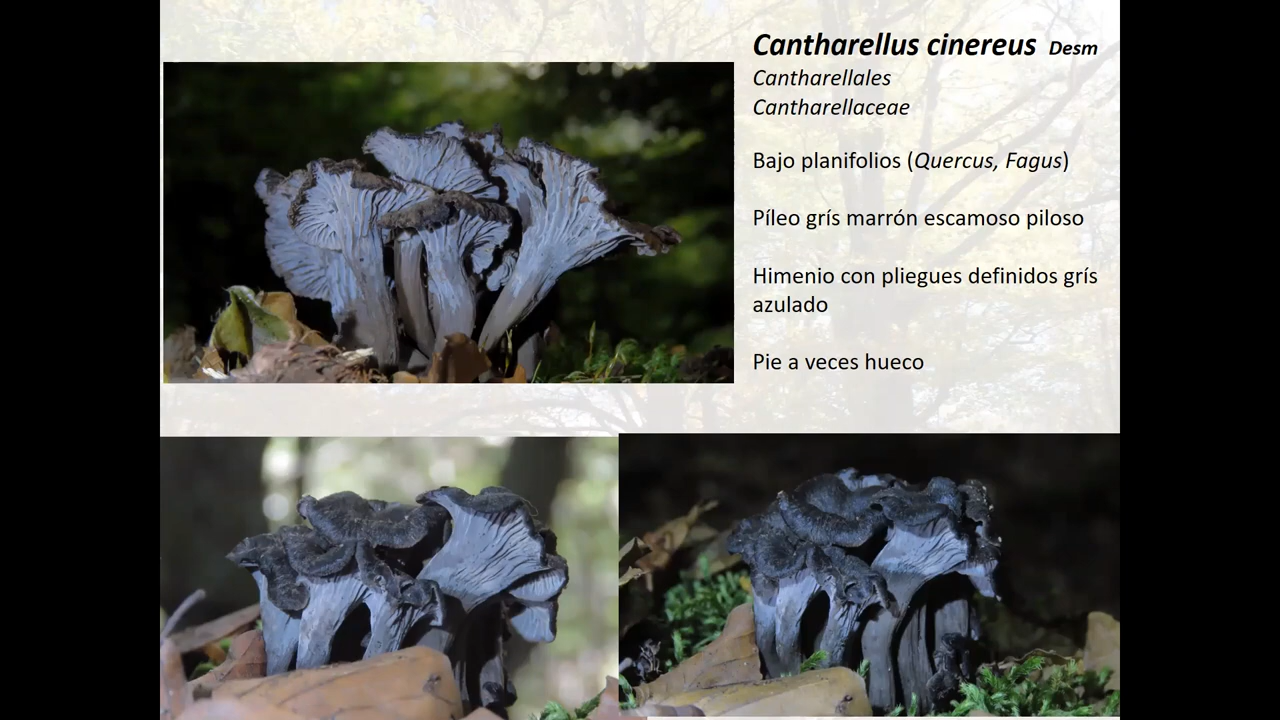 Cantharellus cinereus Desm
Cantharellales
Cantharellaceae
Bajo planifolios (Quercus, Fagus)
Píleo grís marrón escamoso piloso
Himenio con pliegues definidos grís
azulado
Pie a veces hueco